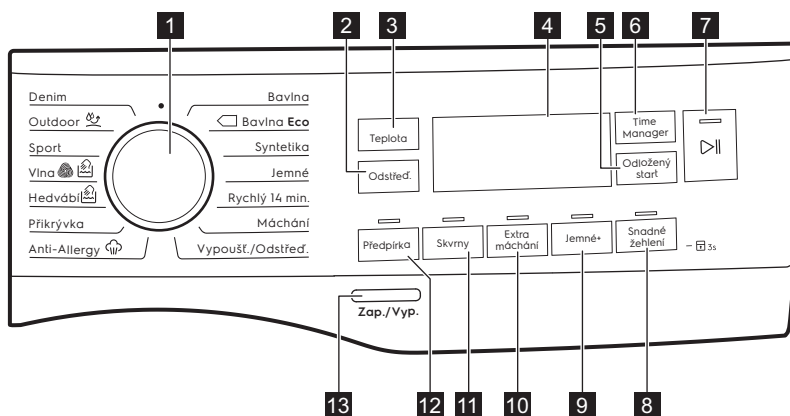 1
2
3
4
5
6
7
Denim
Outdoor
Sport
Vlna
Hedvábí
Přikrývka
Anti-Allergy
Bavlna
Bavlna Eco
Syntetika
Jemné
Rychlý 14 min.
Máchání
Vypoušť./Odstřeď.
Teplota
Odstřeď.
Time
Manager
Odložený
start
Předpírka
Skvrny
Extra
máchání
Jemné+
Snadné
žehlení
3s
Zap./Vyp.
13
12
11
10
9
8